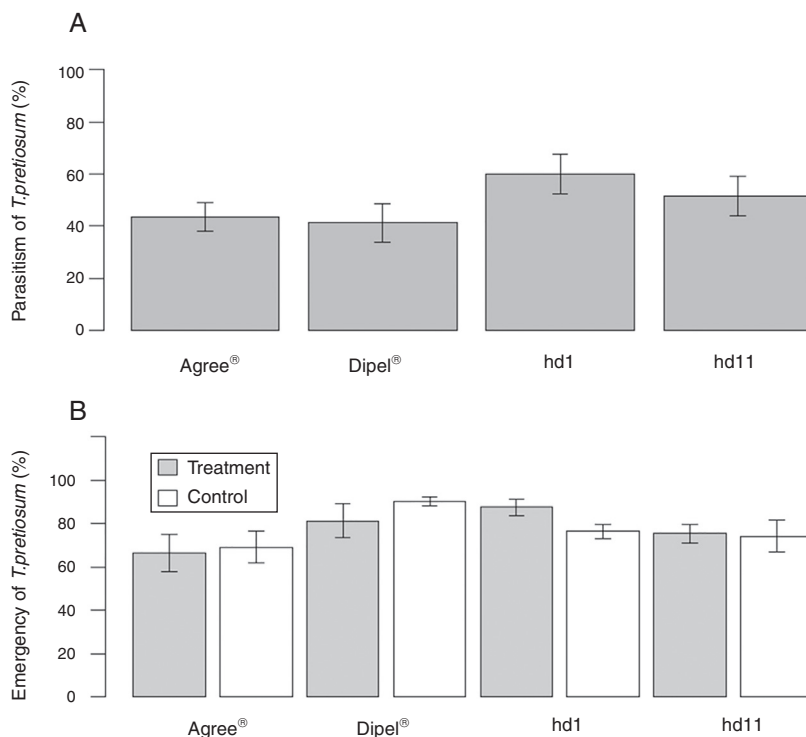 A
Parasitism of T.pretiosum (%)
100
80
60
40
20
0
Agree® Dipel® hd1 hd11
B
Emergency of T.pretiosum (%)
100
80
60
40
20
0
Treatment
Control
Agree® Dipel® hd1 hd11